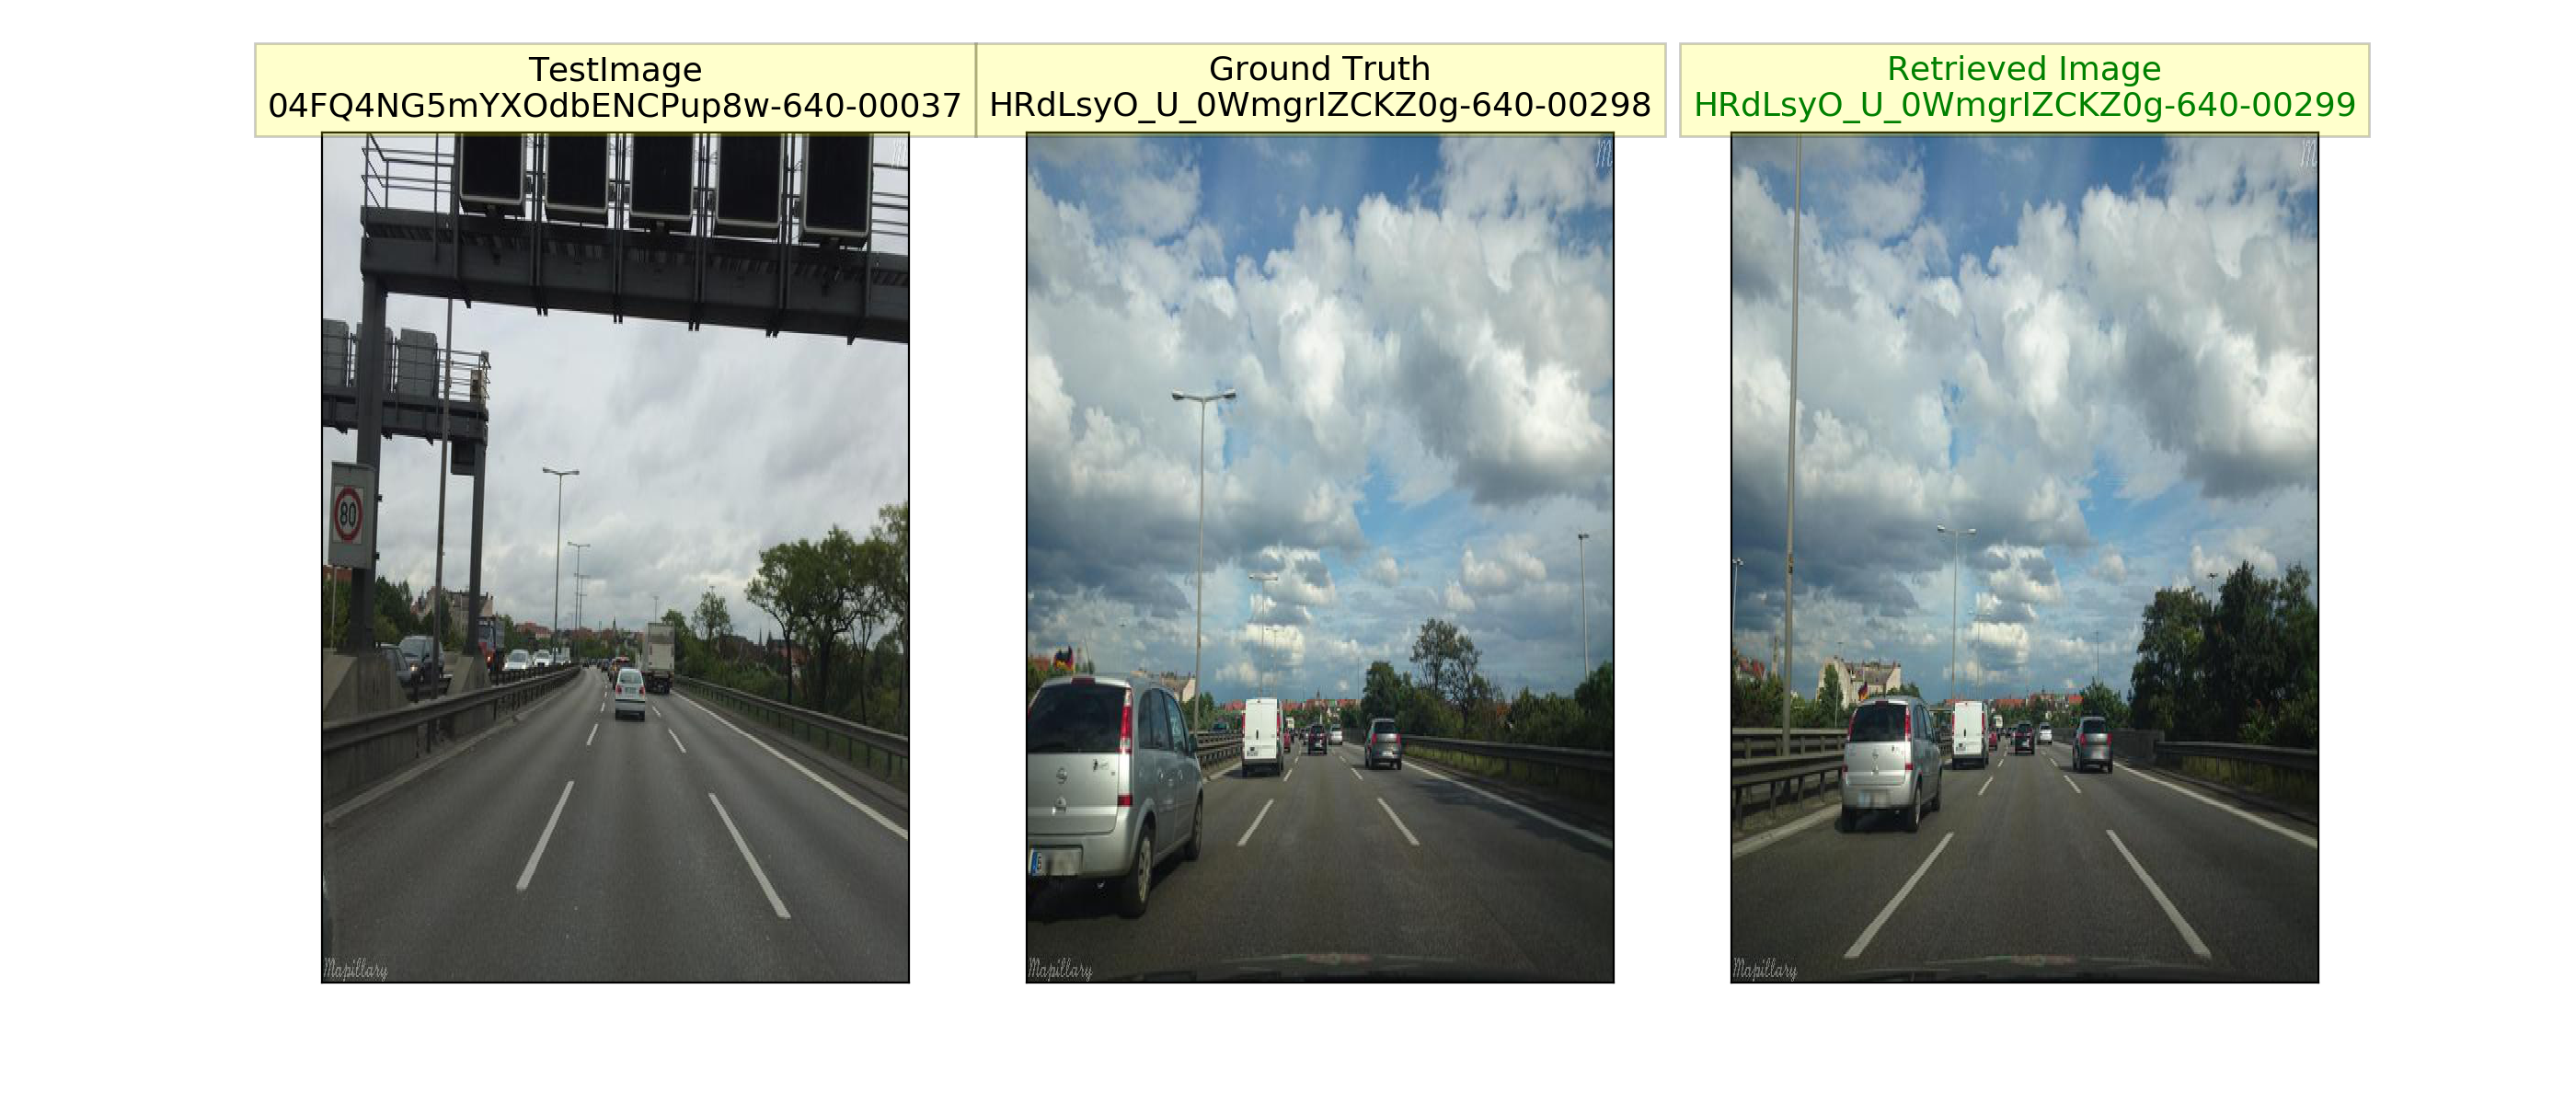 TestImage
04FQ4NG5mYXOdbENCPup8w-640-00037
Ground Truth
HRdLsyO_U_0WmgrIZCKZ0g-640-00298
Retrieved Image
HRdLsyO_U_0WmgrIZCKZ0g-640-00299
M
M
M
80
Mapillary
Mapillary
Mapillary